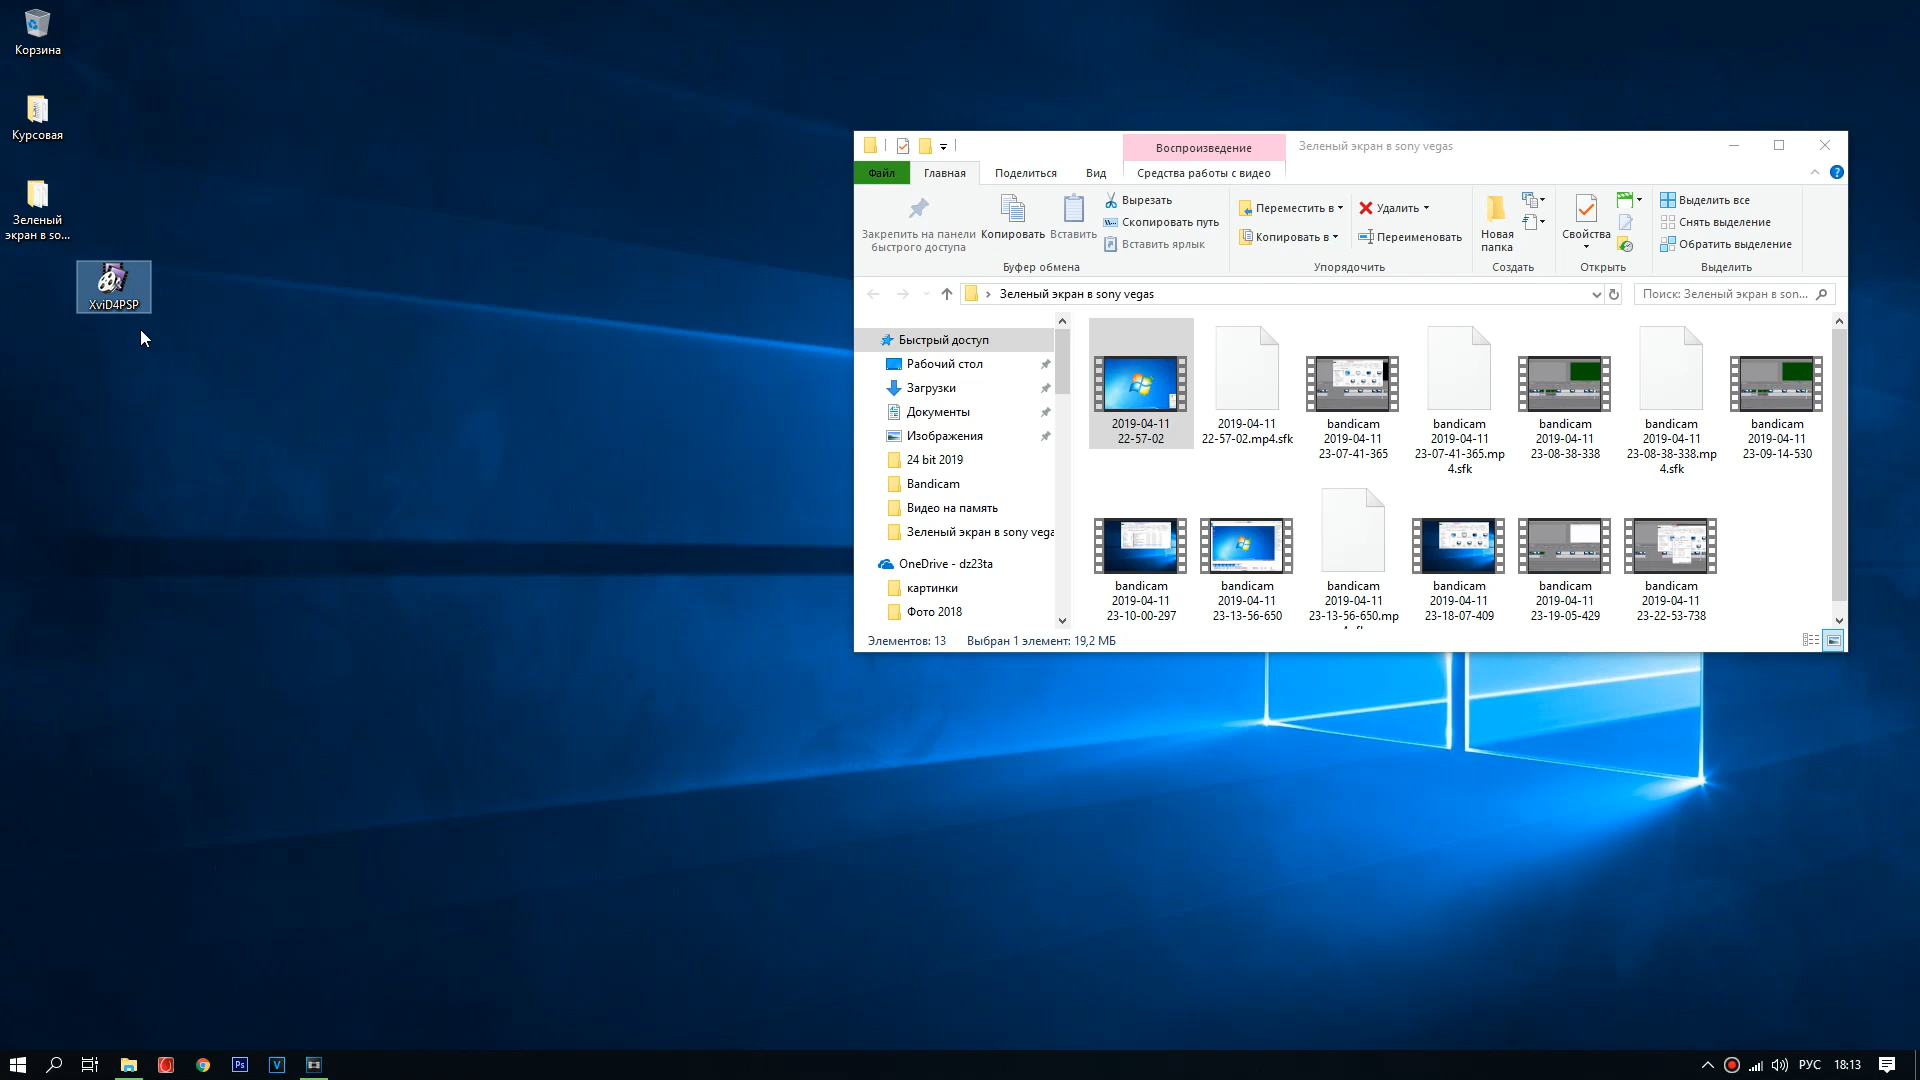 Корзина
Курсовая
Зеленый
экран в so...
XviD4PSP
Воспроизведение
Зеленый экран в sony vegas
Файл
Главная
Поделиться
Вид
Средства работы с видео
Закрепить на панели
быстрого доступа
Копировать
Вставить
Вырезать
Скопировать путь
Вставить ярлык
Буфер обмена
Переместить в
Копировать в
Удалить
Переименовать
Упорядочить
Новая
папка
Создать
Свойства
Открыть
Выделить все
Снять выделение
Обратить выделение
Выделить
Зеленый экран в sony vegas
Поиск: Зеленый экран в son...
Быстрый доступ
Рабочий стол
Загрузки
Документы
Изображения
24 bit 2019
Bandicam
Видео на память
Зеленый экран в sony vega
OneDrive - dz23ta
картинки
Фото 2018
2019-04-11
22-57-02
2019-04-11
22-57-02.mp4.sfk
bandicam
2019-04-11
23-07-41-365
bandicam
2019-04-11
23-07-41-365.mp
4.sfk
bandicam
2019-04-11
23-08-38-338
bandicam
2019-04-11
23-08-38-338.mp
4.sfk
bandicam
2019-04-11
23-09-14-530
bandicam
2019-04-11
23-10-00-297
bandicam
2019-04-11
23-13-56-650
bandicam
2019-04-11
23-13-56-650.mp
bandicam
2019-04-11
23-18-07-409
bandicam
2019-04-11
23-19-05-429
bandicam
2019-04-11
23-22-53-738
Элементов: 13
Выбран 1 элемент: 19,2 МБ
Ps
V
РУС
18:13